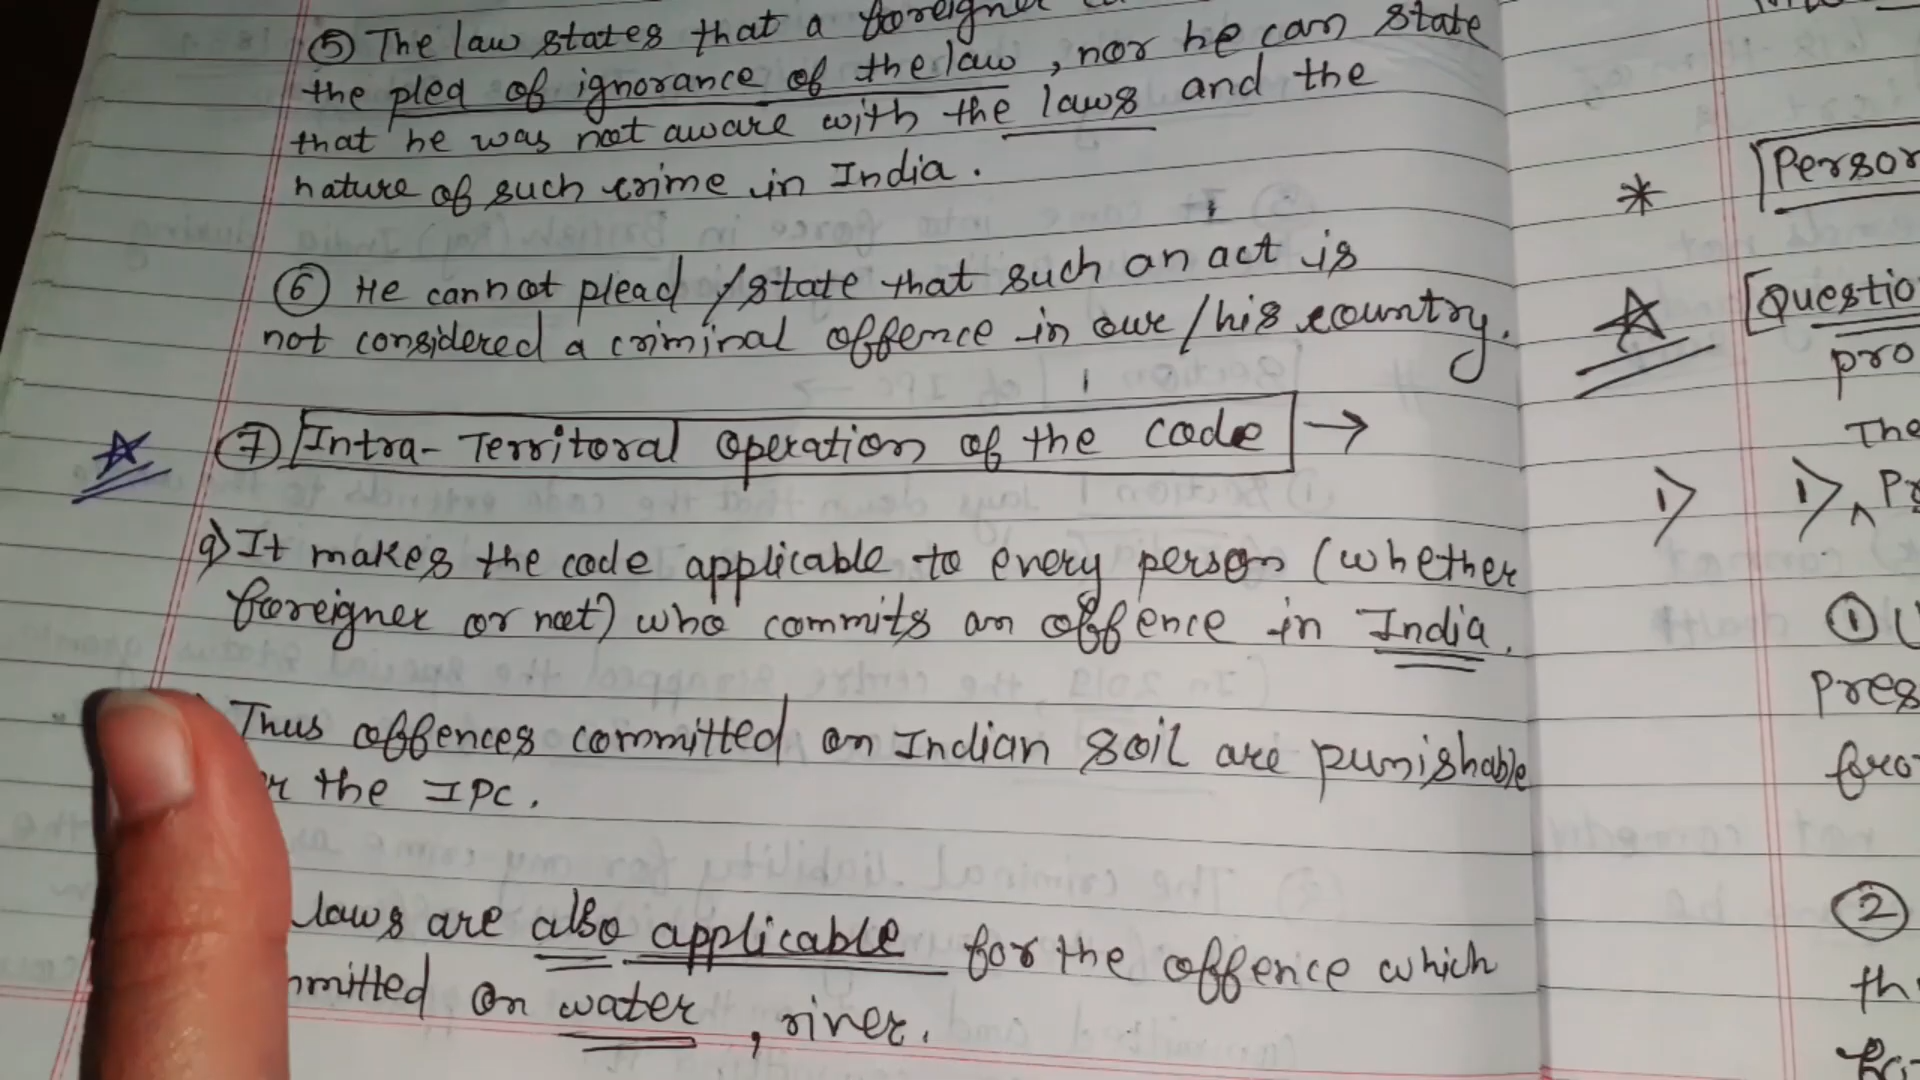 ⑤ The law states that a foreigner
the plea of ignorance of the law, nor he can state
that he was not aware with the laws and the
nature of such crime in India.
⑥ He cannot plead / state that such an act is
not considered a criminal offence in our / his country.
⑦ Intra-Territoral operation of the code →
a) It makes the code applicable to every person (whether
foreigner or not) who commits an offence in India.
Thus offences committed on Indian soil are punishable
the IPC.
laws are also applicable for the offence which
mitted on water, river.
*
Person
Questio
pro
The
1) 1)
①
pres
②
th